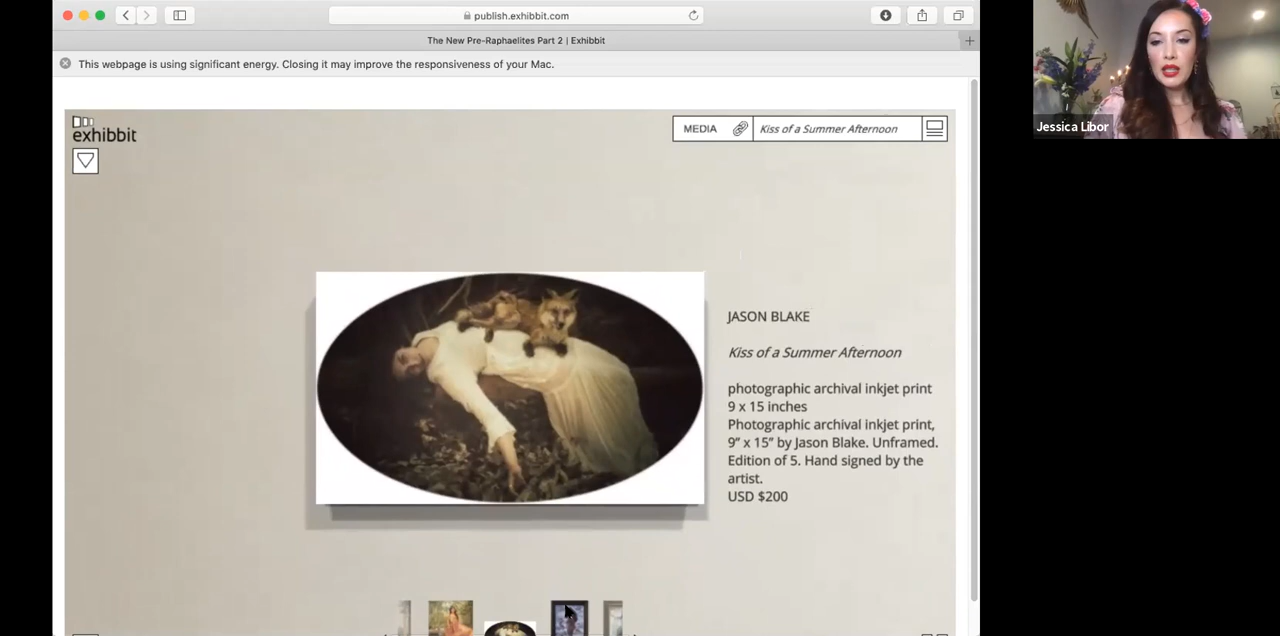 publish.exhibbit.com
The New Pre-Raphaelites Part 2 | Exhibbit
This webpage is using significant energy. Closing it may improve the responsiveness of your Mac.
exhibbit
MEDIA
Kiss of a Summer Afternoon
Jessica Libor
JASON BLAKE
Kiss of a Summer Afternoon
photographic archival inkjet print
9 x 15 inches
Photographic archival inkjet print,
9” x 15” by Jason Blake. Unframed.
Edition of 5. Hand signed by the
artist.
USD $200